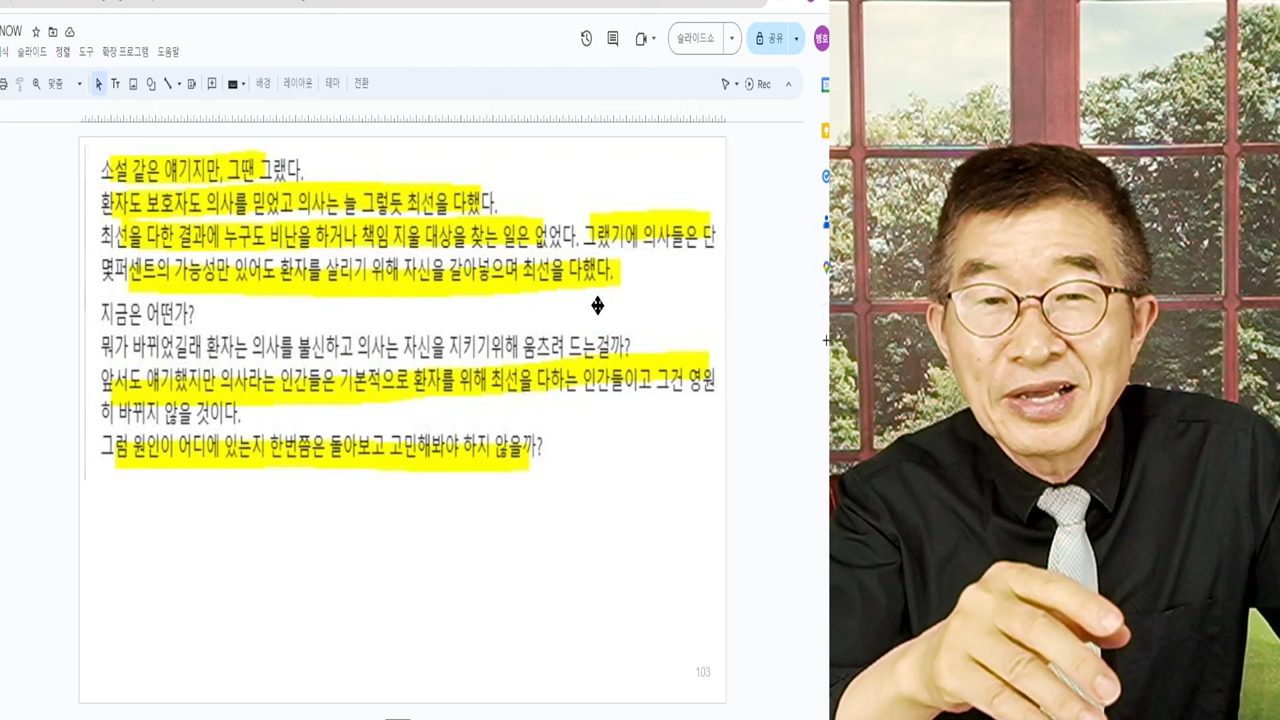 NOW
슬라이드 정렬 도구 확장 프로그램 도움말
슬라이드쇼 공유 병호
맞춤 Tт 배경 레이아웃 테마 전환 Rec
소설 같은 얘기지만, 그땐 그랬다.
환자도 보호자도 의사를 믿었고 의사는 늘 그렇듯 최선을 다했다.
최선을 다한 결과에 누구도 비난을 하거나 책임 지울 대상을 찾는 일은 없었다. 그랬기에 의사들은 단
몇퍼센트의 가능성만 있어도 환자를 살리기 위해 자신을 갈아넣으며 최선을 다했다.
지금은 어떤가?
뭐가 바뀌었길래 환자는 의사를 불신하고 의사는 자신을 지키기위해 움츠려 드는걸까?
앞서도 얘기했지만 의사라는 인간들은 기본적으로 환자를 위해 최선을 다하는 인간들이고 그건 영원
히 바뀌지 않을 것이다.
그럼 원인이 어디에 있는지 한번쯤은 돌아보고 고민해봐야 하지 않을까?
103